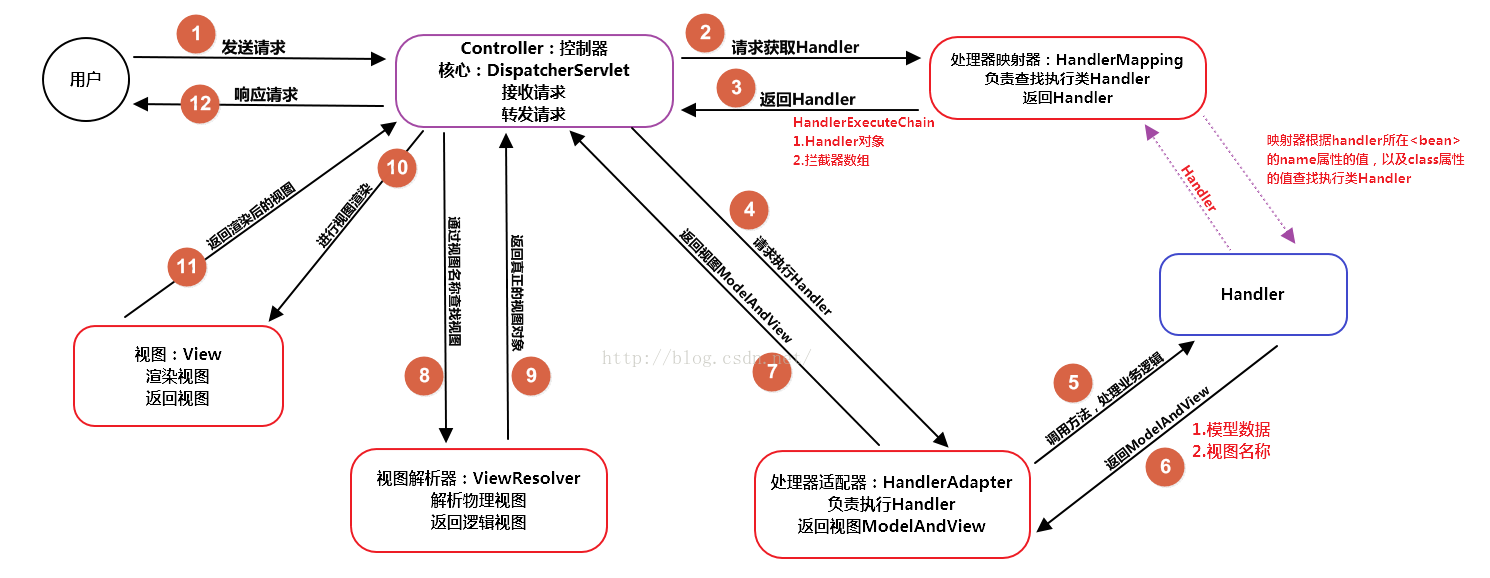 用户
1
发送请求
12
响应请求
Controller：控制器
核心：DispatcherServlet
接收请求
转发请求
2
请求获取Handler
3
返回Handler
HandlerExecuteChain
1.Handler对象
2.拦截器数组
处理器映射器：HandlerMapping
负责查找执行类Handler
返回Handler
映射器根据handler所在<bean>
的name属性的值，以及class属性
的值查找执行类Handler
Handler
Handler
4
请求执行Handler
5
调用方法，处理业务逻辑
6
返回ModelAndView
1.模型数据
2.视图名称
处理器适配器：HandlerAdapter
负责执行Handler
返回视图ModelAndView
7
返回视图ModelAndView
8
通过视图名称查找视图
9
返回真正的视图对象
视图解析器：ViewResolver
解析物理视图
返回逻辑视图
10
进行视图渲染
11
返回渲染后的视图
视图：View
渲染视图
返回视图
http://blog.csdn.net/